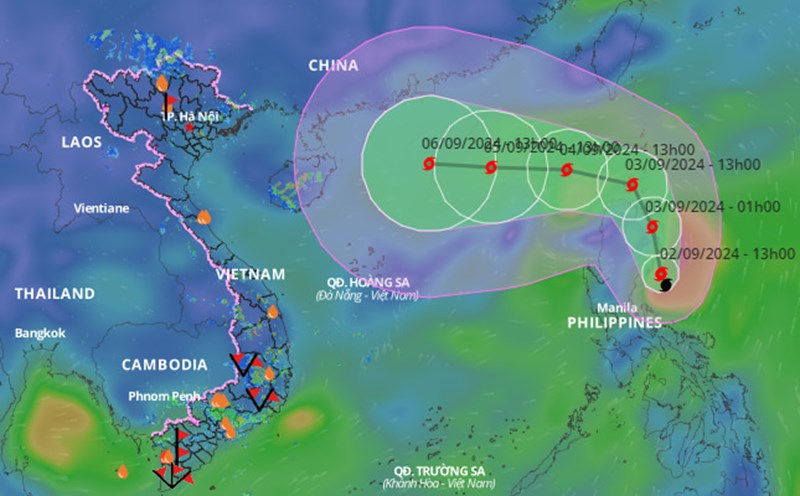 CHINA
TP. Hà Nội
LAOS
06/09/2024 - 13h00
05/09/2024 - 13h00
04/09/2024 - 13h00
03/09/2024 - 13h00
Vientiane
03/09/2024 - 01h00
02/09/2024 - 13h00
VIETNAM
THAILAND
QĐ. HOÀNG SA
(Đà Nẵng - Việt Nam)
Manila
PHILIPPINES
Bangkok
CAMBODIA
Phnom Penh
QĐ. TRƯỜNG SA
(Khánh Hòa - Việt Nam)